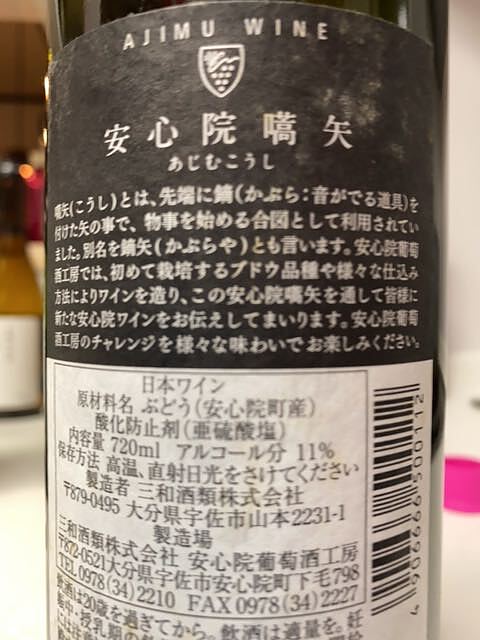 AJIMU WINE
安心院嚆矢
あじむこうし
嚆矢(こうし)とは、先端に鏑(かぶら:音がでる道具)を
付けた矢の事で、物事を始める合図として利用されてい
ました。別名を鏑矢(かぶらや)とも言います。安心院葡萄
酒工房では、初めて栽培するブドウ品種や様々な仕込み
方法によりワインを造り、この安心院嚆矢を通して皆様に
新たな安心院ワインをお伝えしてまいります。安心院葡萄
酒工房のチャレンジを様々な味わいでお楽しみください。
日本ワイン
原材料名 ぶどう(安心院町産)
酸化防止剤(亜硫酸塩)
内容量 720ml アルコール分 11%
保存方法 高温、直射日光をさけてください
製造者 三和酒類株式会社
〒879-0495 大分県宇佐市山本2231-1
製造場
三和酒類株式会社 安心院葡萄酒工房
〒872-0521大分県宇佐市安心院町下毛798
TEL 0978(34)2210 FAX 0978(34)2227
飲酒は20歳を過ぎてから。飲酒は適量を。妊
娠中・授乳期の
4906666500112